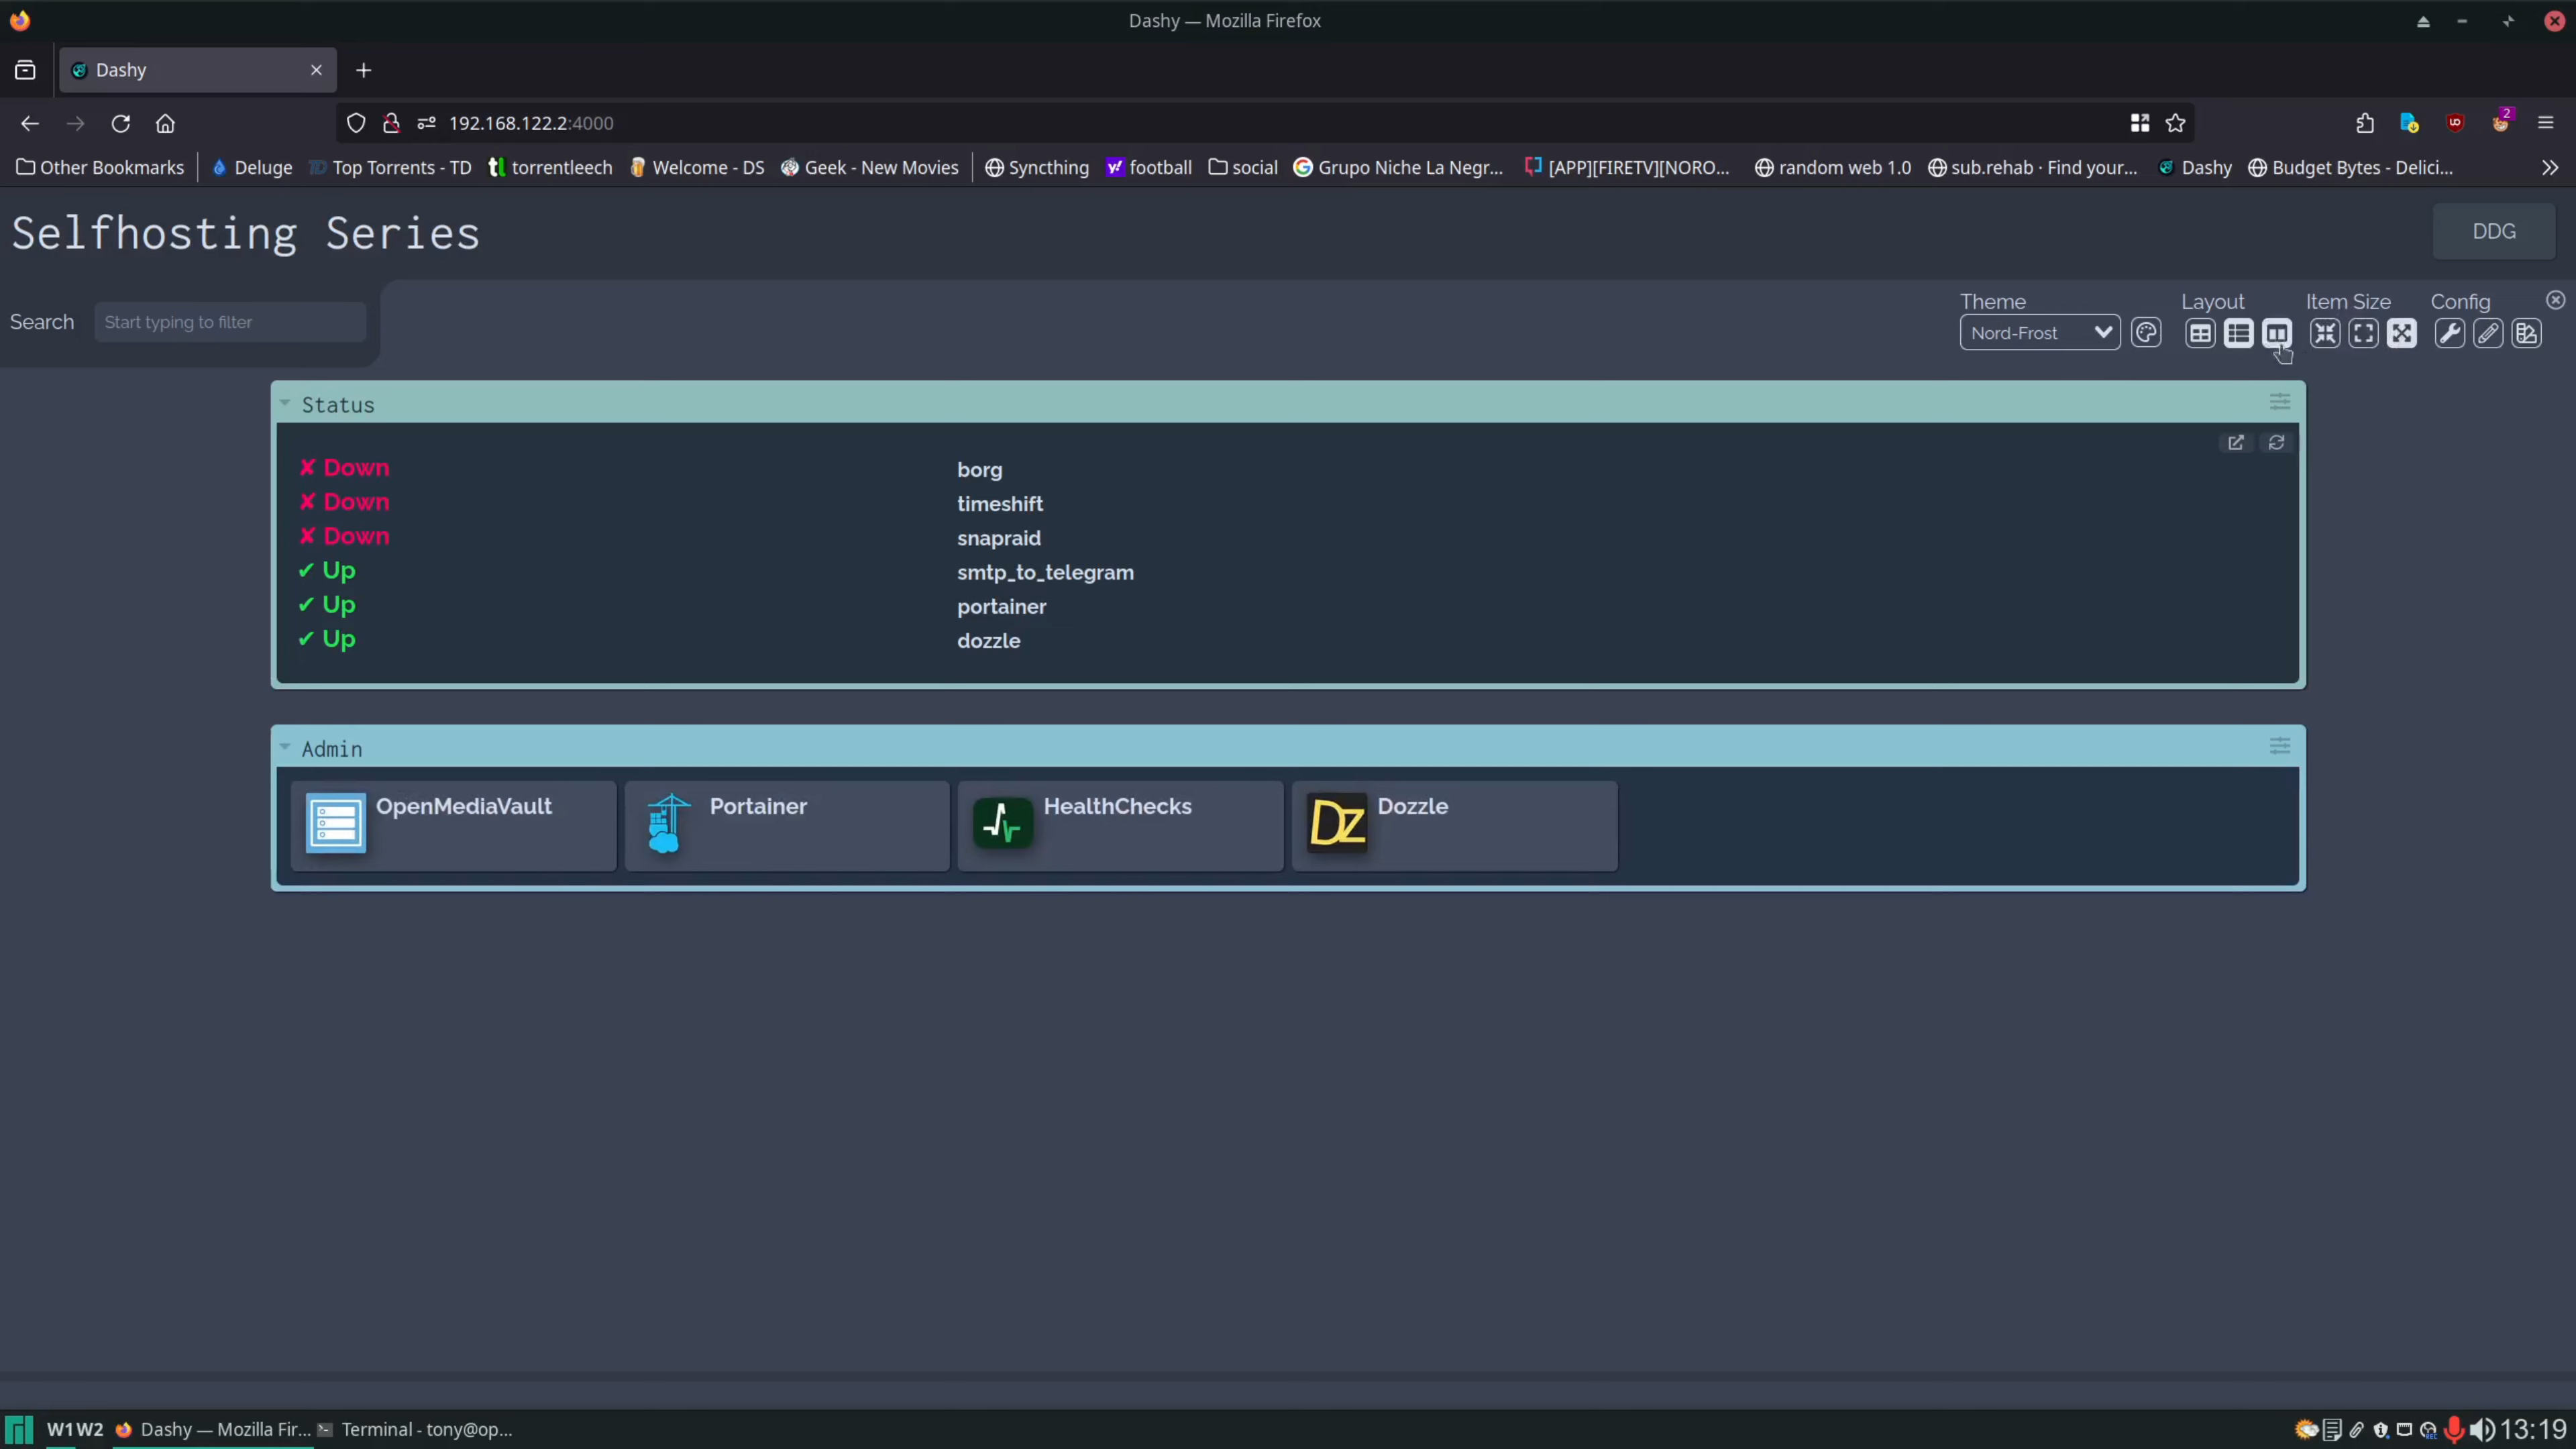 Dashy — Mozilla Firefox
Dashy
192.168.122.2:4000
2
Other Bookmarks Deluge TD Top Torrents - TD tl torrentleech Welcome - DS Geek - New Movies Syncthing y! football social G Grupo Niche La Negr... [APP][FIRETV][NORO... random web 1.0 sub.rehab · Find your... Dashy Budget Bytes - Delici...
Selfhosting Series
DDG
Search Start typing to filter
Theme Layout Item Size Config
Nord-Frost
Status
✘ Down borg
✘ Down timeshift
✘ Down snapraid
✔ Up smtp_to_telegram
✔ Up portainer
✔ Up dozzle
Admin
OpenMediaVault Portainer HealthChecks DZ Dozzle
W1 W2 Dashy — Mozilla Fir... Terminal - tony@op... 13:19